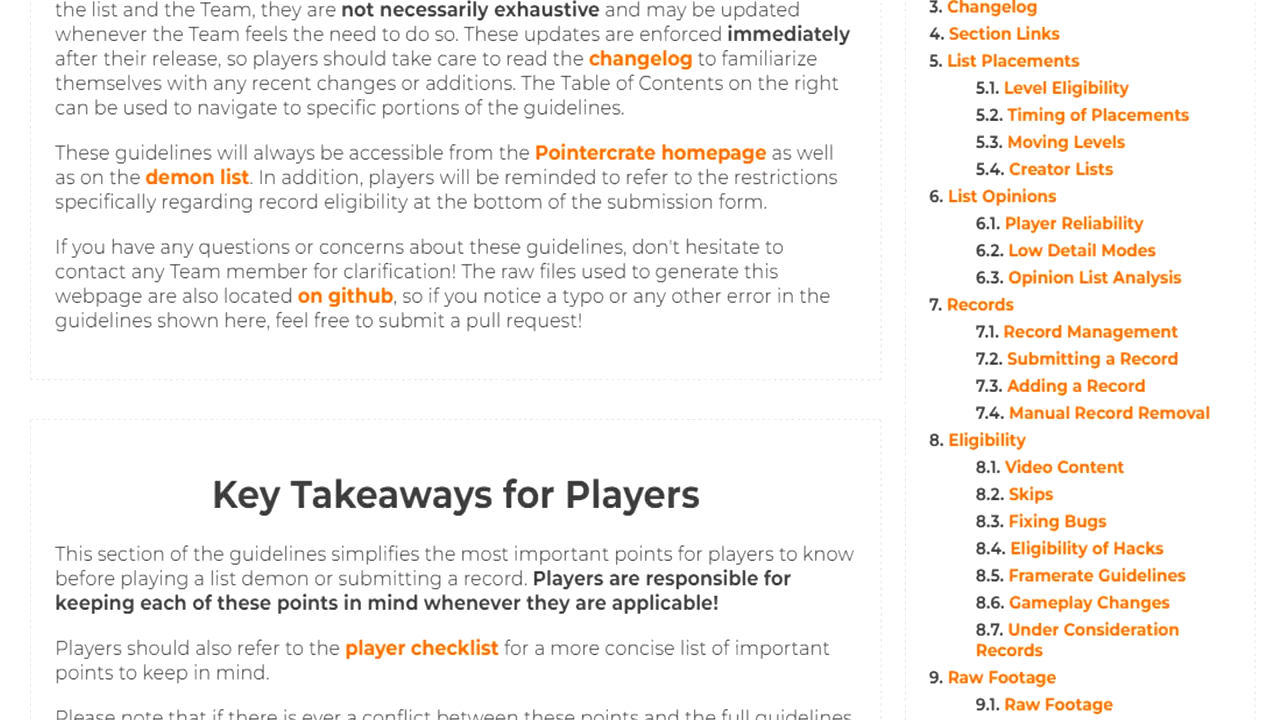 the list and the Team, they are not necessarily exhaustive and may be updated
whenever the Team feels the need to do so. These updates are enforced immediately
after their release, so players should take care to read the changelog to familiarize
themselves with any recent changes or additions. The Table of Contents on the right
can be used to navigate to specific portions of the guidelines.
These guidelines will always be accessible from the Pointercrate homepage as well
as on the demon list. In addition, players will be reminded to refer to the restrictions
specifically regarding record eligibility at the bottom of the submission form.
If you have any questions or concerns about these guidelines, don't hesitate to
contact any Team member for clarification! The raw files used to generate this
webpage are also located on github, so if you notice a typo or any other error in the
guidelines shown here, feel free to submit a pull request!
Key Takeaways for Players
This section of the guidelines simplifies the most important points for players to know
before playing a list demon or submitting a record. Players are responsible for
keeping each of these points in mind whenever they are applicable!
Players should also refer to the player checklist for a more concise list of important
points to keep in mind.
Please note that if there is ever a conflict between these points and the full guidelines,
3. Changelog
4. Section Links
5. List Placements
5.1. Level Eligibility
5.2. Timing of Placements
5.3. Moving Levels
5.4. Creator Lists
6. List Opinions
6.1. Player Reliability
6.2. Low Detail Modes
6.3. Opinion List Analysis
7. Records
7.1. Record Management
7.2. Submitting a Record
7.3. Adding a Record
7.4. Manual Record Removal
8. Eligibility
8.1. Video Content
8.2. Skips
8.3. Fixing Bugs
8.4. Eligibility of Hacks
8.5. Framerate Guidelines
8.6. Gameplay Changes
8.7. Under Consideration
Records
9. Raw Footage
9.1. Raw Footage